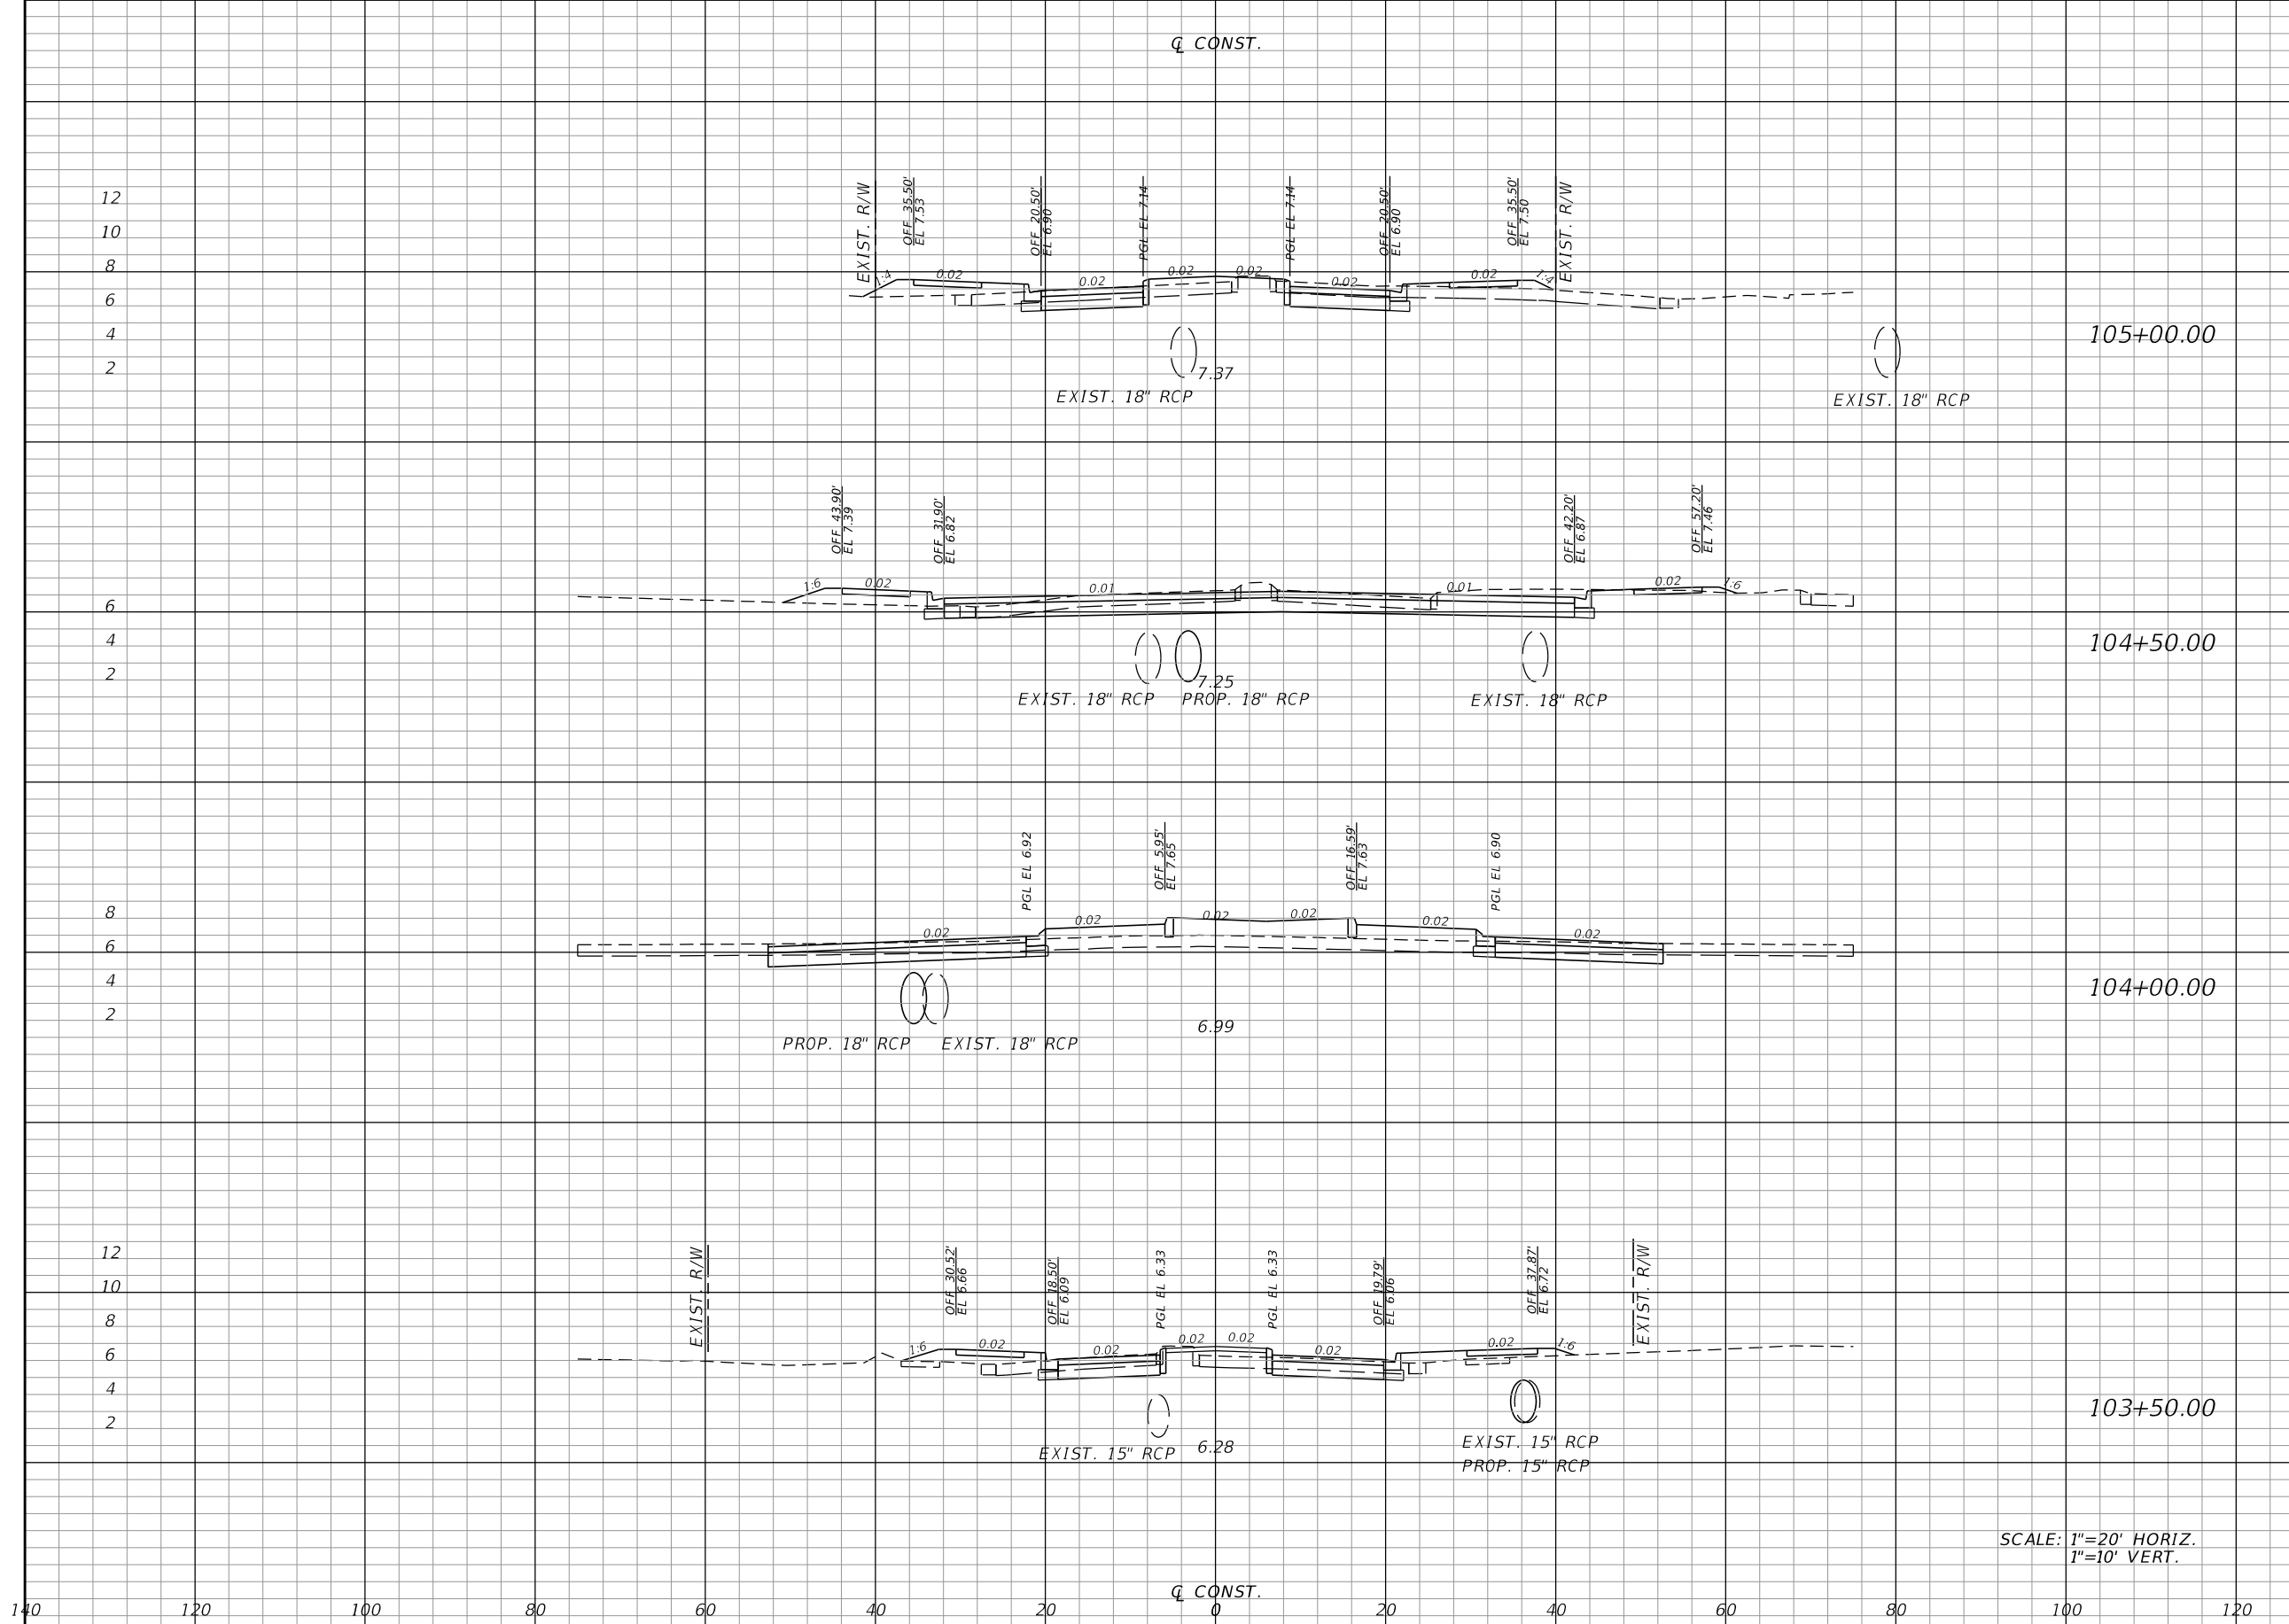 ℄ CONST.
12
10
8
6
4
2
EXIST. R/W
OFF 35.50'
EL 7.53
OFF 20.50'
EL 6.90
PGL EL 7.14
PGL EL 7.14
OFF 20.50'
EL 6.90
OFF 35.50'
EL 7.50
EXIST. R/W
1:4
0.02
0.02
0.02
0.02
0.02
0.02
1:4
105+00.00
7.37
EXIST. 18" RCP
EXIST. 18" RCP
OFF 43.90'
EL 7.39
OFF 31.90'
EL 6.82
OFF 42.20'
EL 6.87
OFF 57.20'
EL 7.46
1:6
0.02
0.01
0.01
0.02
1:6
6
4
2
104+50.00
7.25
EXIST. 18" RCP
PROP. 18" RCP
EXIST. 18" RCP
PGL EL 6.92
OFF 5.95'
EL 7.65
OFF 16.59'
EL 7.63
PGL EL 6.90
8
6
4
2
0.02
0.02
0.02
0.02
0.02
0.02
104+00.00
6.99
PROP. 18" RCP
EXIST. 18" RCP
12
10
8
6
4
2
EXIST. R/W
OFF 30.52'
EL 6.66
OFF 18.50'
EL 6.09
PGL EL 6.33
PGL EL 6.33
OFF 19.79'
EL 6.06
OFF 37.87'
EL 6.72
EXIST. R/W
1:6
0.02
0.02
0.02
0.02
0.02
0.02
1:6
103+50.00
6.28
EXIST. 15" RCP
EXIST. 15" RCP
PROP. 15" RCP
SCALE: 1"=20' HORIZ.
1"=10' VERT.
℄ CONST.
140 120 100 80 60 40 20 0 20 40 60 80 100 120